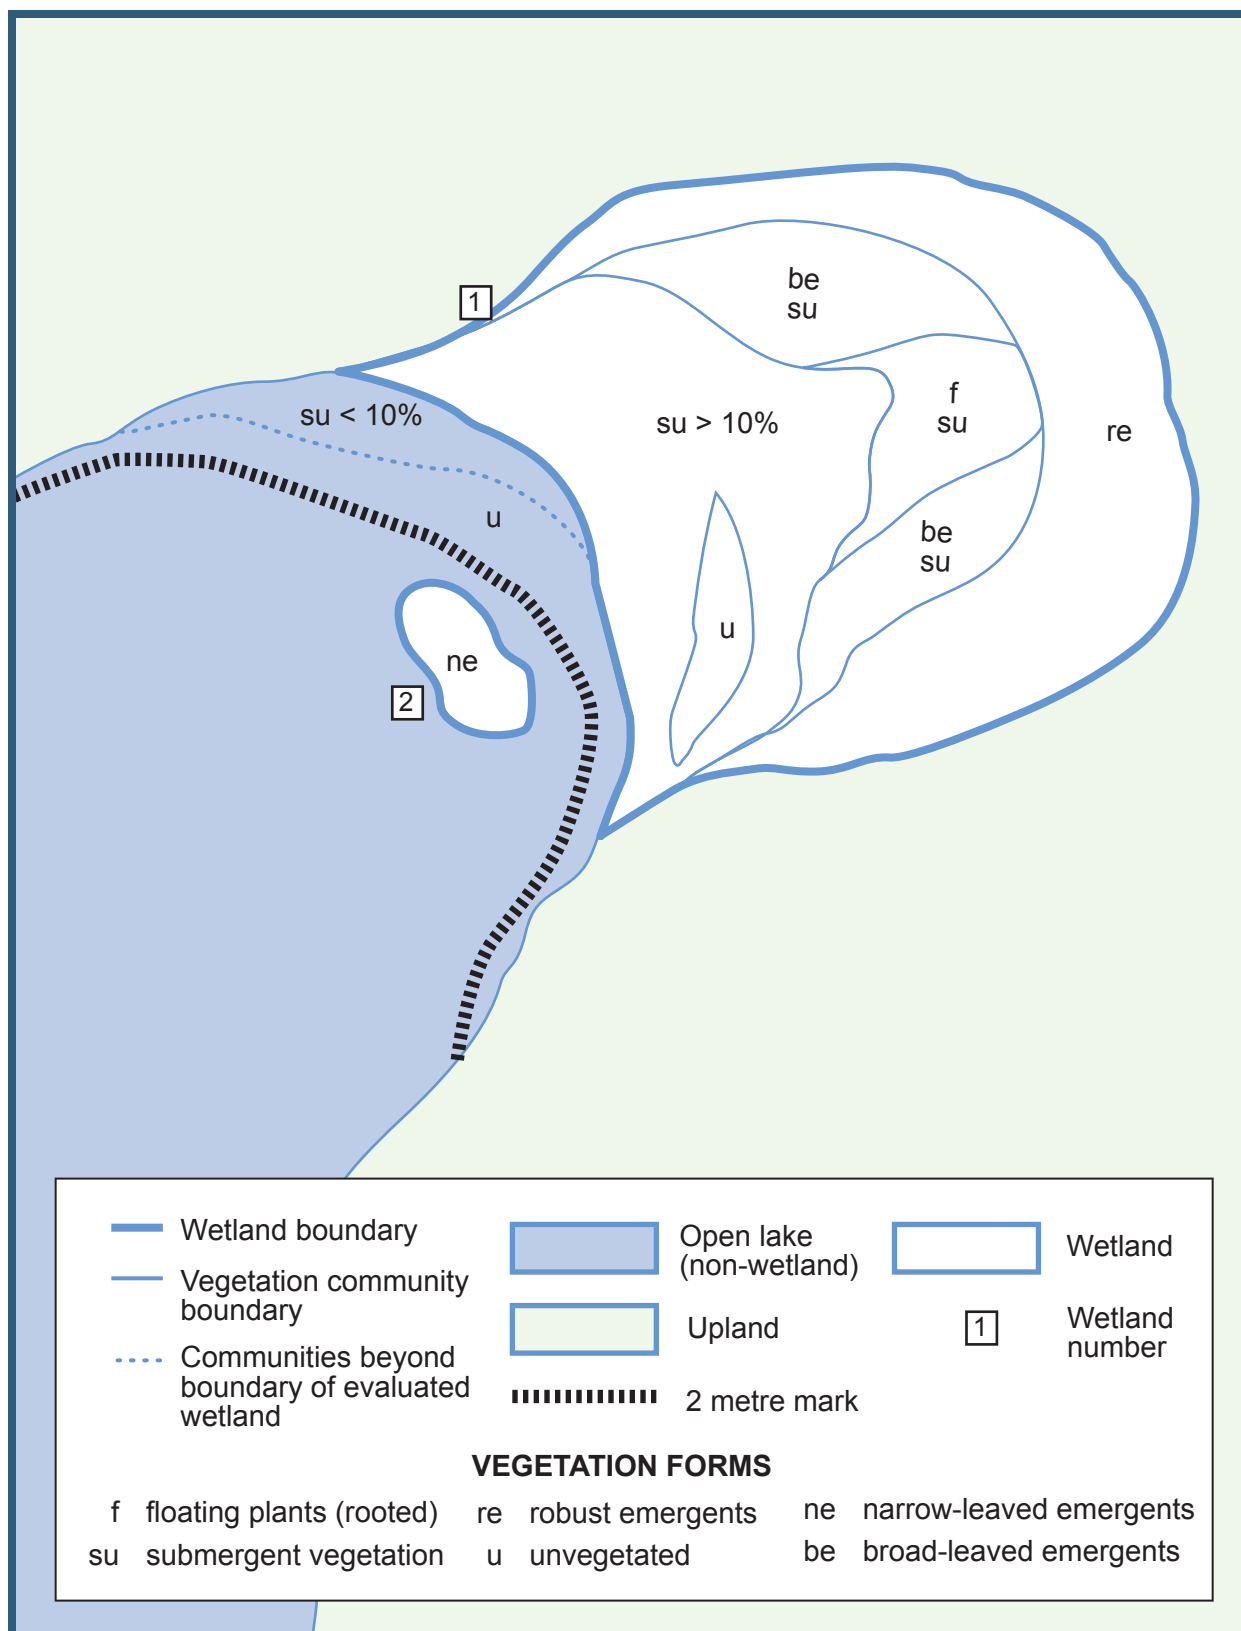 be
su
1
f
su
su < 10%
su > 10%
re
u
be
su
u
ne
2
Wetland boundary
Vegetation community
boundary
Communities beyond
boundary of evaluated
wetland
Open lake
(non-wetland)
Upland
2 metre mark
Wetland
1
Wetland
number
VEGETATION FORMS
f floating plants (rooted)
re robust emergents
ne narrow-leaved emergents
su submergent vegetation
u unvegetated
be broad-leaved emergents